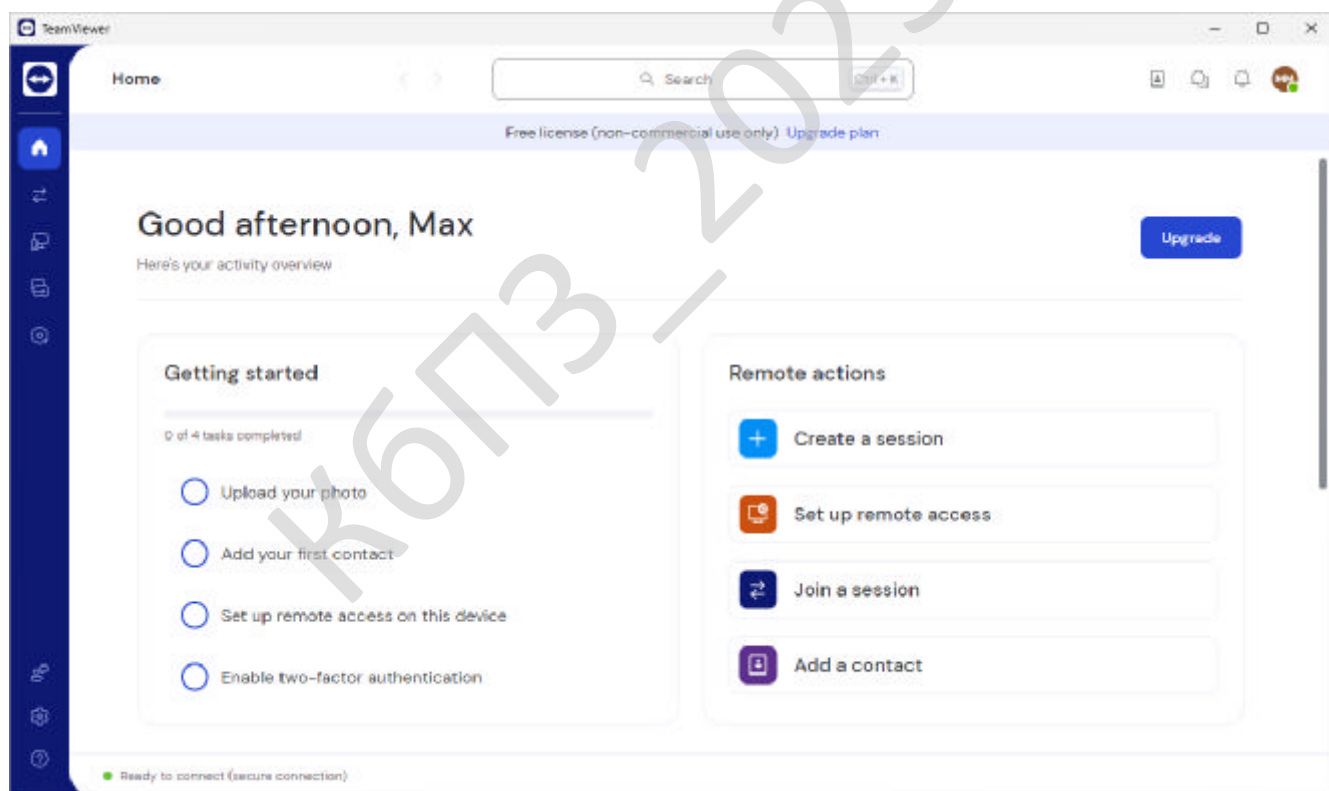 TeamViewer
Home
Search
Ctrl + K
Free license (non-commercial use only) Upgrade plan
Good afternoon, Max
Upgrade
Here's your activity overview
Getting started
0 of 4 tasks completed
Upload your photo
Add your first contact
Set up remote access on this device
Enable two-factor authentication
Remote actions
Create a session
Set up remote access
Join a session
Add a contact
Ready to connect (secure connection)